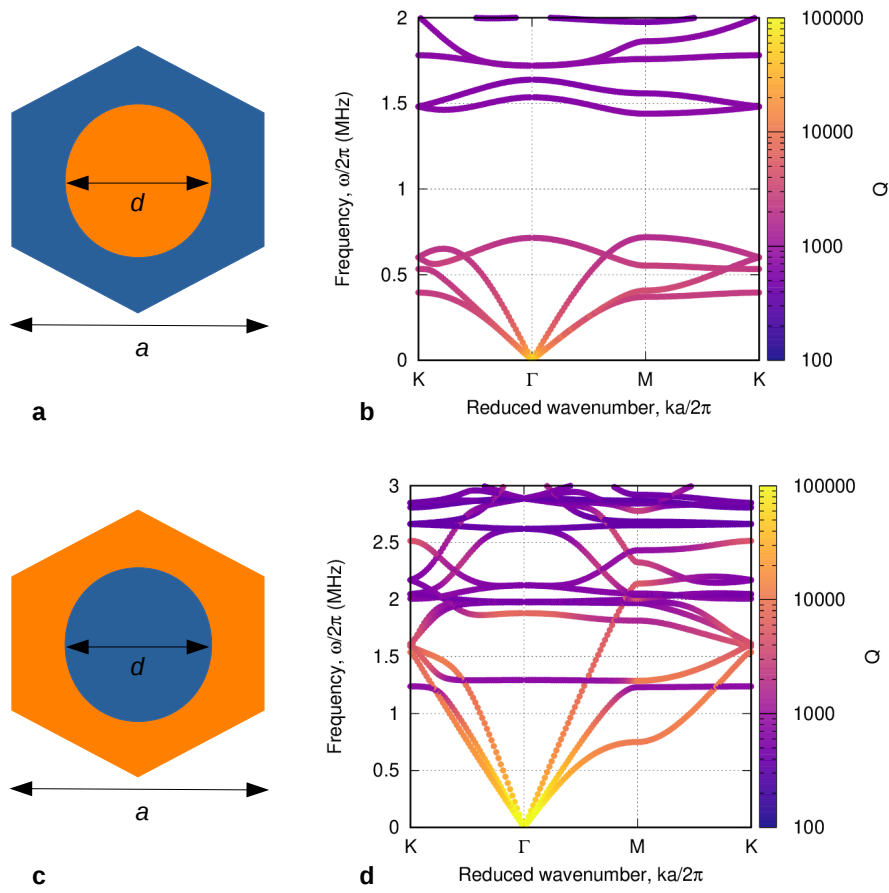 d
a
a
Frequency, ω/2π (MHz)
2
1.5
1
0.5
0
K Γ M K
Reduced wavenumber, ka/2π
b
100000
10000
1000
100
Q
d
a
c
Frequency, ω/2π (MHz)
3
2.5
2
1.5
1
0.5
0
K Γ M K
Reduced wavenumber, ka/2π
d
100000
10000
1000
100
Q